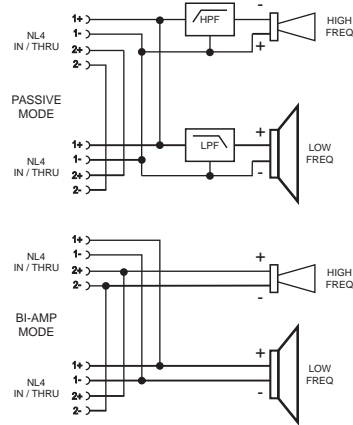 1+
1-
2+
2-
NL4
IN / THRU
HPF
-
+
HIGH
FREQ
PASSIVE
MODE
1+
1-
2+
2-
NL4
IN / THRU
LPF
+
-
LOW
FREQ
1+
1-
2+
2-
NL4
IN / THRU
+
-
HIGH
FREQ
BI-AMP
MODE
1+
1-
2+
2-
NL4
IN / THRU
+
-
LOW
FREQ